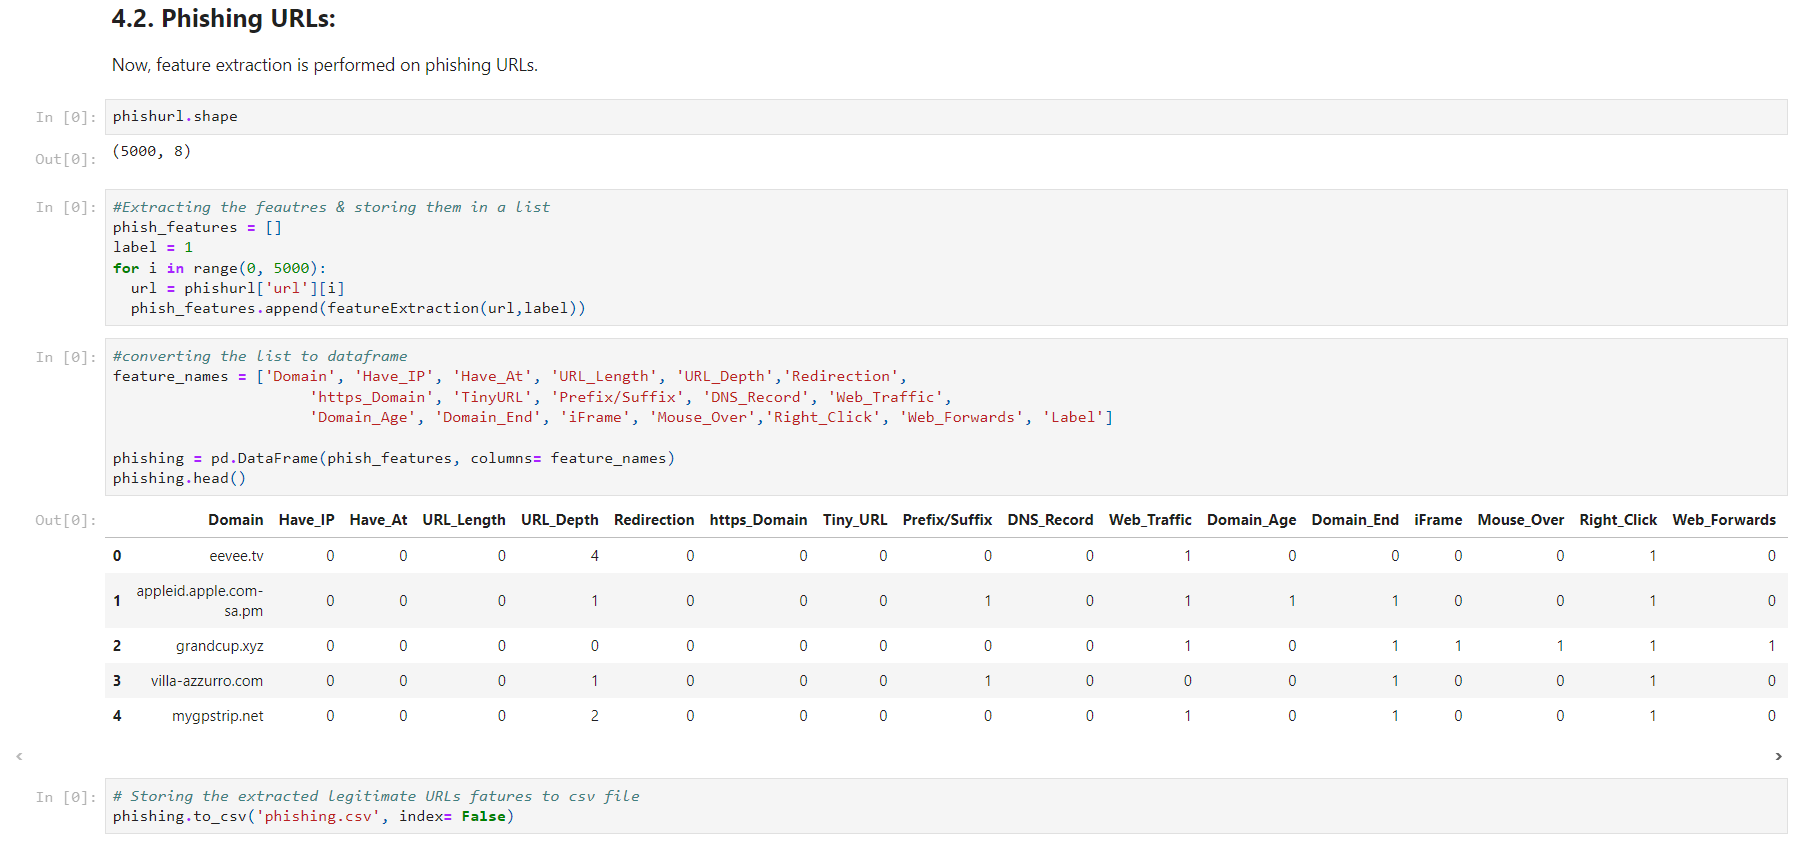 4.2. Phishing URLs:
Now, feature extraction is performed on phishing URLs.
In [0]: phishurl.shape
Out[0]: (5000, 8)
In [0]: #Extracting the feautres & storing them in a list
phish_features = []
label = 1
for i in range(0, 5000):
  url = phishurl['url'][i]
  phish_features.append(featureExtraction(url,label))
In [0]: #converting the list to dataframe
feature_names = ['Domain', 'Have_IP', 'Have_At', 'URL_Length', 'URL_Depth','Redirection',
                      'https_Domain', 'TinyURL', 'Prefix/Suffix', 'DNS_Record', 'Web_Traffic',
                      'Domain_Age', 'Domain_End', 'iFrame', 'Mouse_Over','Right_Click', 'Web_Forwards', 'Label']
phishing = pd.DataFrame(phish_features, columns= feature_names)
phishing.head()
Out[0]: Domain Have_IP Have_At URL_Length URL_Depth Redirection https_Domain Tiny_URL Prefix/Suffix DNS_Record Web_Traffic Domain_Age Domain_End iFrame Mouse_Over Right_Click Web_Forwards
0 eevee.tv 0 0 0 4 0 0 0 0 0 1 0 0 0 0 1 0
1 appleid.apple.com-
sa.pm 0 0 0 1 0 0 0 1 0 1 1 1 0 0 1 0
2 grandcup.xyz 0 0 0 0 0 0 0 0 0 1 0 1 1 1 1 1
3 villa-azzurro.com 0 0 0 1 0 0 0 1 0 0 0 1 0 0 1 0
4 mygpstrip.net 0 0 0 2 0 0 0 0 0 1 0 1 0 0 1 0
In [0]: # Storing the extracted legitimate URLs fatures to csv file
phishing.to_csv('phishing.csv', index= False)